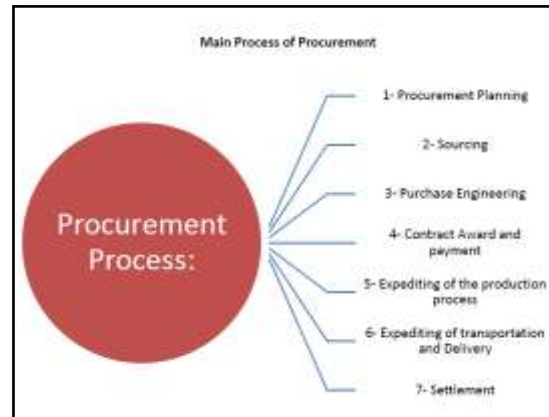 Main Process of Procurement
Procurement
Process:
1- Procurement Planning
2- Sourcing
3- Purchase Engineering
4- Contract Award and
payment
5- Expediting of the production
process
6- Expediting of transportation
and Delivery
7- Settlement